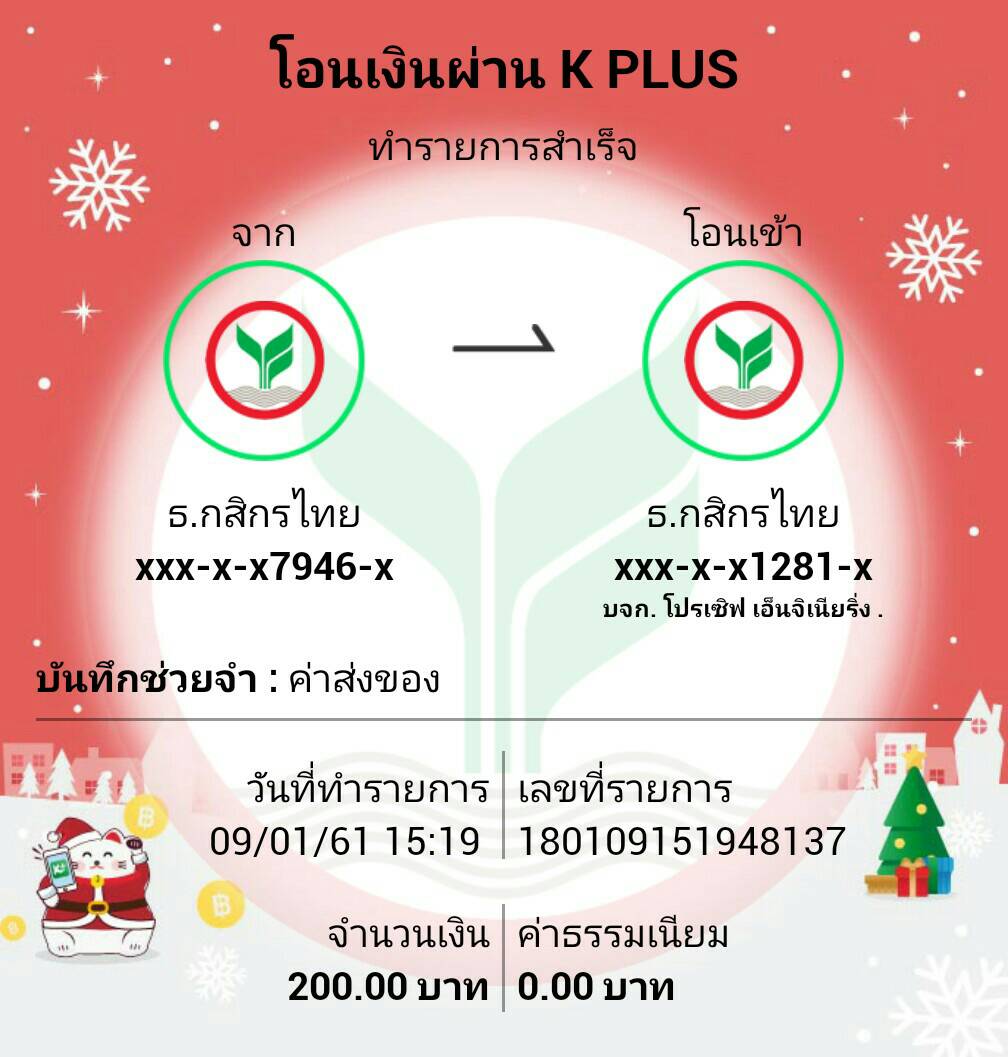 โอนเงินผ่าน K PLUS
ทำรายการสำเร็จ
จาก
โอนเข้า
ธ.กสิกรไทย
xxx-x-x7946-x
ธ.กสิกรไทย
xxx-x-x1281-x
บจก. โปรเซิฟ เอ็นจิเนียริ่ง .
บันทึกช่วยจำ : ค่าส่งของ
วันที่ทำรายการ
09/01/61 15:19
เลขที่รายการ
180109151948137
จำนวนเงิน
200.00 บาท
ค่าธรรมเนียม
0.00 บาท
K+